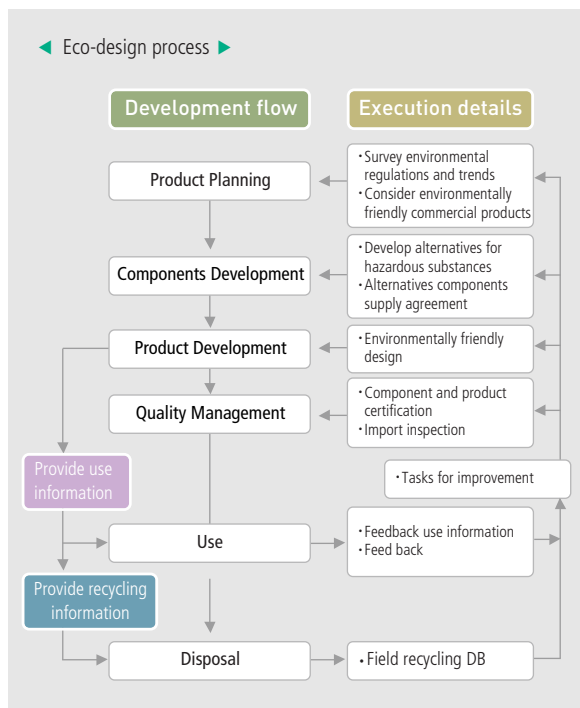 Eco-design process
Development flow
Execution details
Product Planning
・Survey environmental
regulations and trends
・Consider environmentally
friendly commercial products
Components Development
・Develop alternatives for
hazardous substances
・Alternatives components
supply agreement
Product Development
・Environmentally friendly
design
Quality Management
・Component and product
certification
・Import inspection
Provide use
information
・Tasks for improvement
Use
・Feedback use information
・Feed back
Provide recycling
information
Disposal
・Field recycling DB